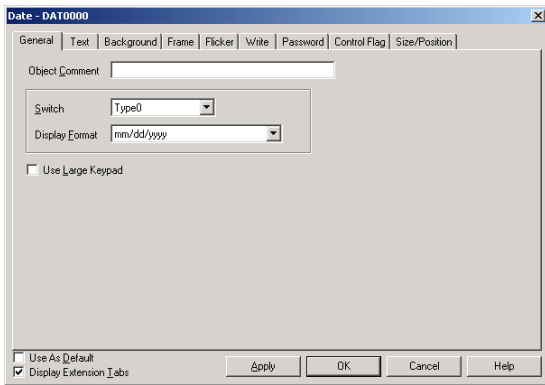 Date - DAT0000
General Text Background Frame Flicker Write Password Control Flag Size/Position
Object Comment
Switch Type0
Display Format mm/dd/yyyy
Use Large Keypad
Use As Default
Display Extension Tabs
Apply OK Cancel Help